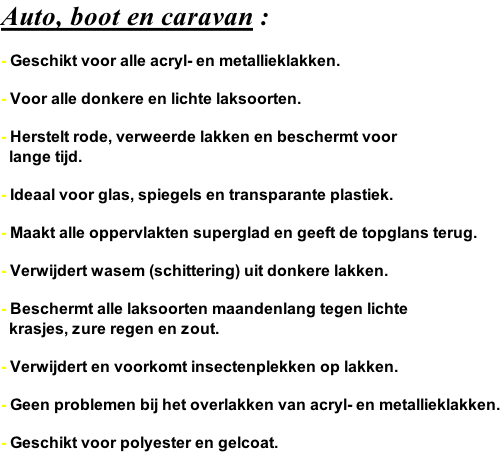 Auto, boot en caravan :
- Geschikt voor alle acryl- en metallieklakken.
- Voor alle donkere en lichte laksoorten.
- Herstelt rode, verweerde lakken en beschermt voor
lange tijd.
- Ideaal voor glas, spiegels en transparante plastiek.
- Maakt alle oppervlakten superglad en geeft de topglans terug.
- Verwijdert wasem (schittering) uit donkere lakken.
- Beschermt alle laksoorten maandenlang tegen lichte
krasjes, zure regen en zout.
- Verwijdert en voorkomt insectenplekken op lakken.
- Geen problemen bij het overlakken van acryl- en metallieklakken.
- Geschikt voor polyester en gelcoat.